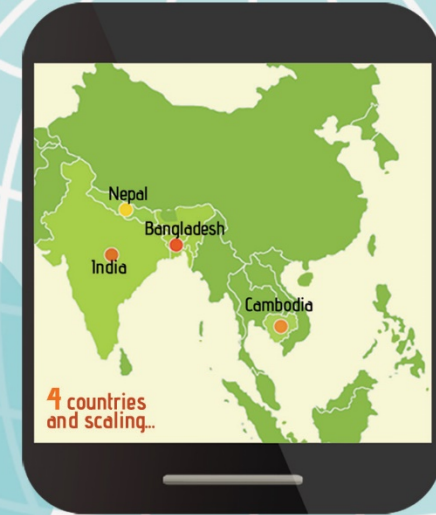 Nepal
Bangladesh
India
Cambodia
4 countries
and scaling...